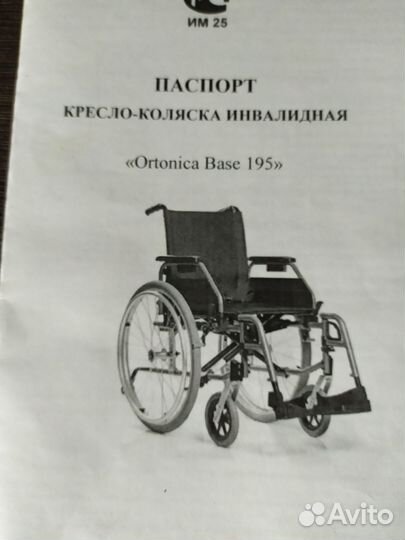 ИМ 25
ПАСПОРТ
КРЕСЛО-КОЛЯСКА ИНВАЛИДНАЯ
«Ortonica Base 195»
Avito